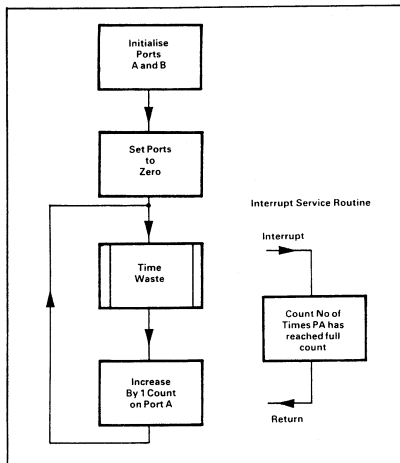 Initialise
Ports
A and B
Set Ports
to
Zero
Time
Waste
Increase
By 1 Count
on Port A
Interrupt Service Routine
Interrupt
Count No of
Times PA has
reached full
count
Return